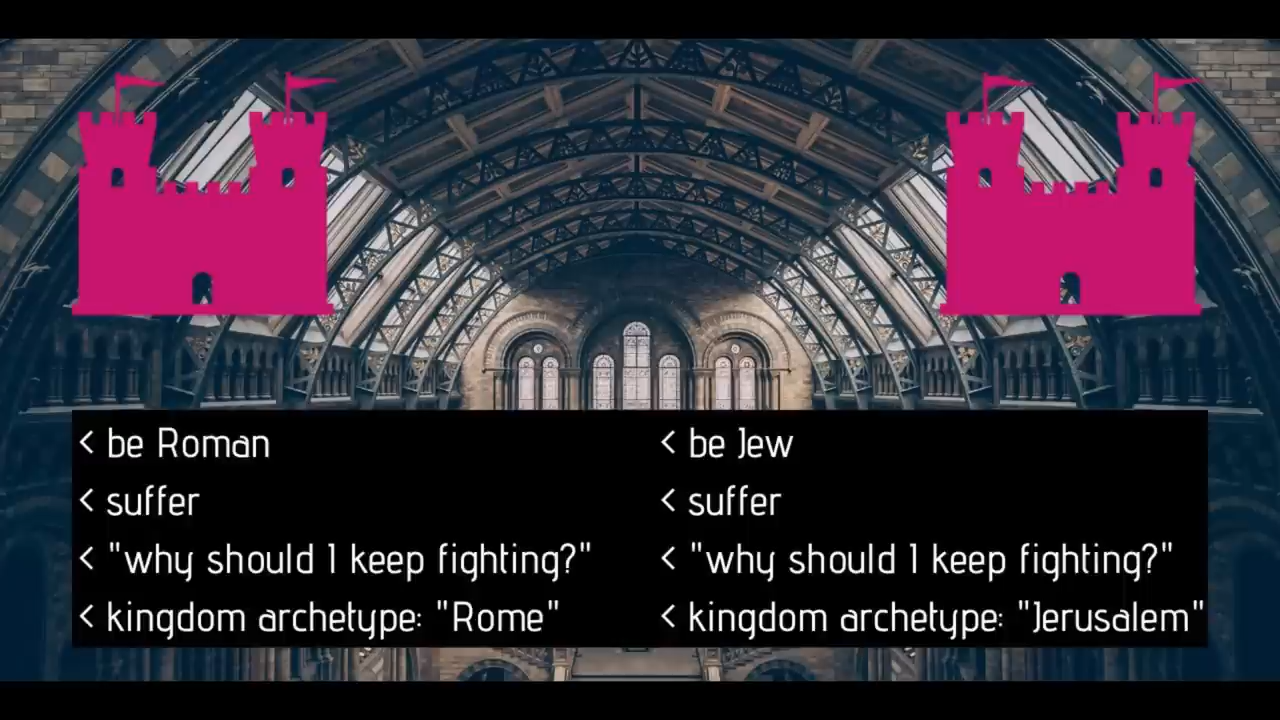 < be Roman
< suffer
< "why should I keep fighting?"
< kingdom archetype: "Rome"
< be Jew
< suffer
< "why should I keep fighting?"
< kingdom archetype: "Jerusalem"